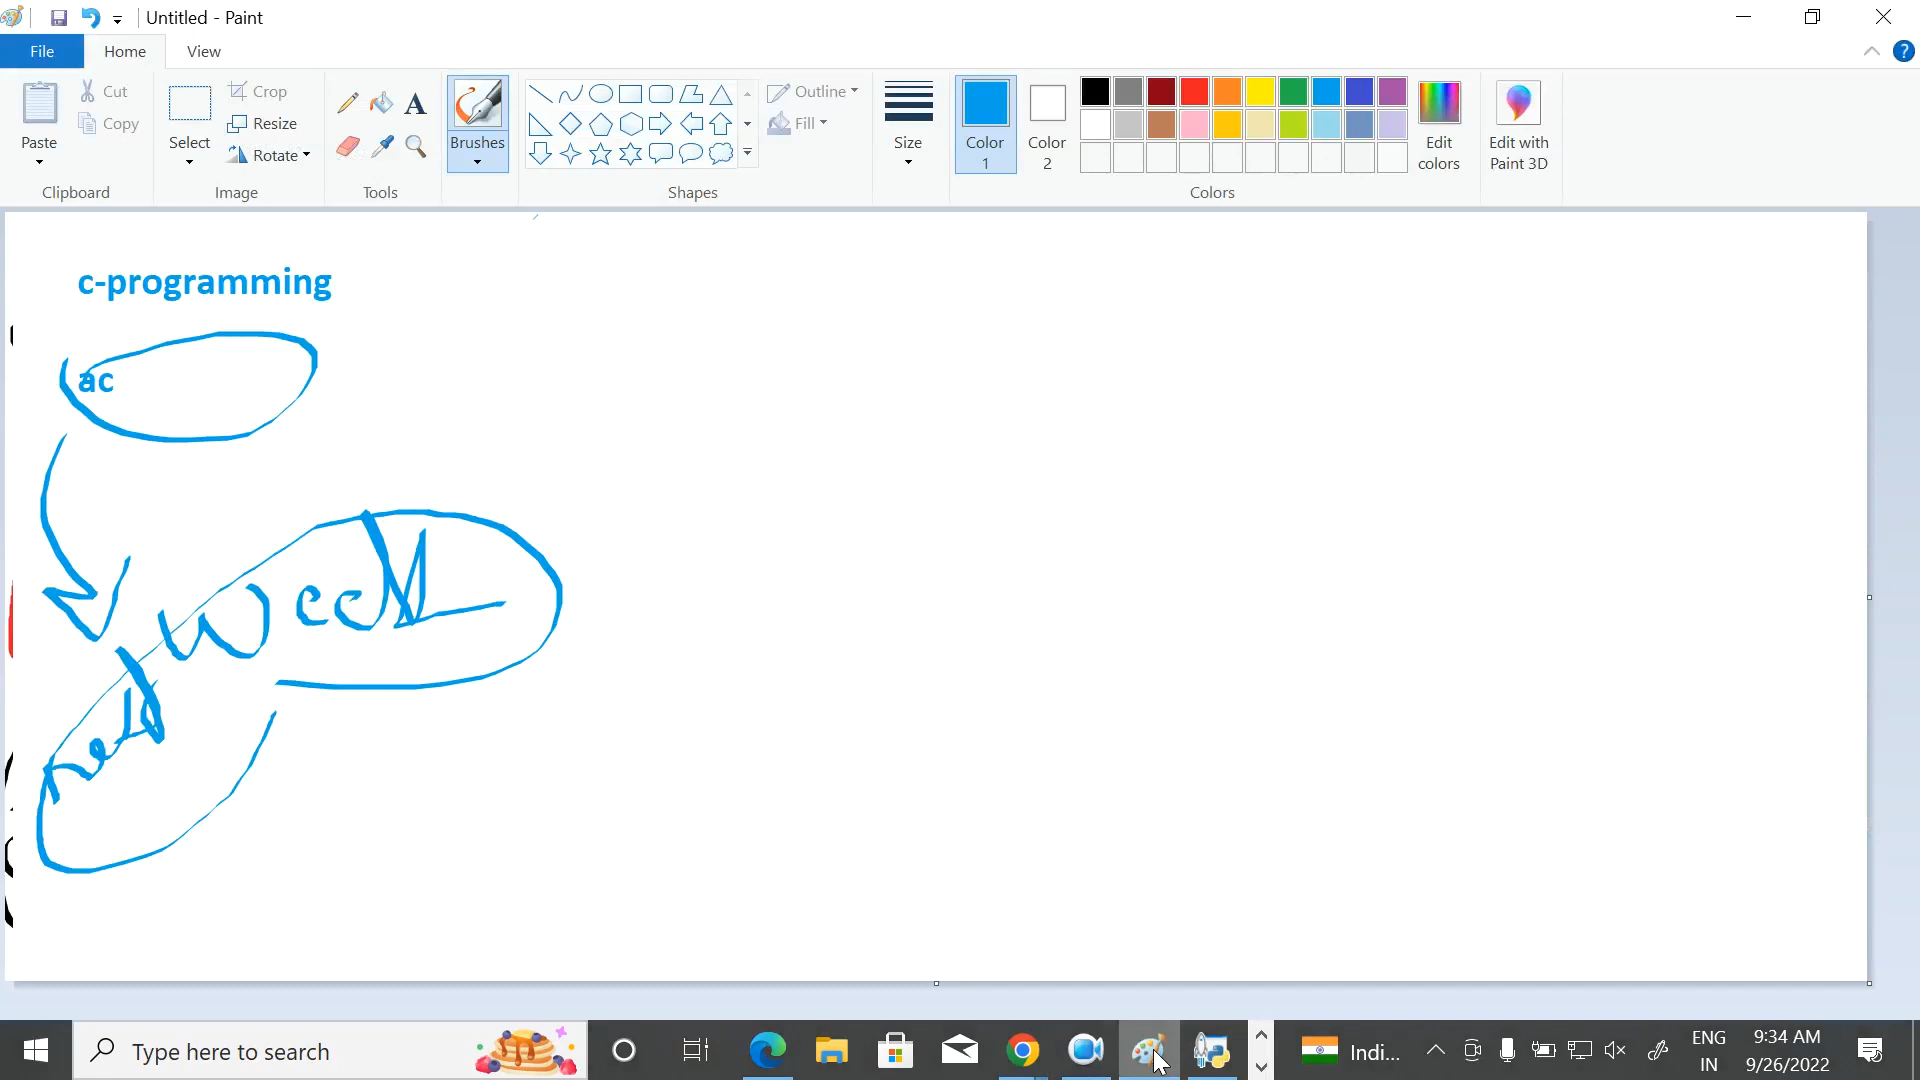 Untitled - Paint
File Home View
Paste
Cut
Copy
Clipboard
Select
Crop
Resize
Rotate
Image
Tools
Brushes
Shapes
Outline
Fill
Size
Color 1
Color 2
Colors
Edit colors
Edit with Paint 3D
c-programming
ac
next week
Type here to search
Indi...
ENG
IN
9:34 AM
9/26/2022